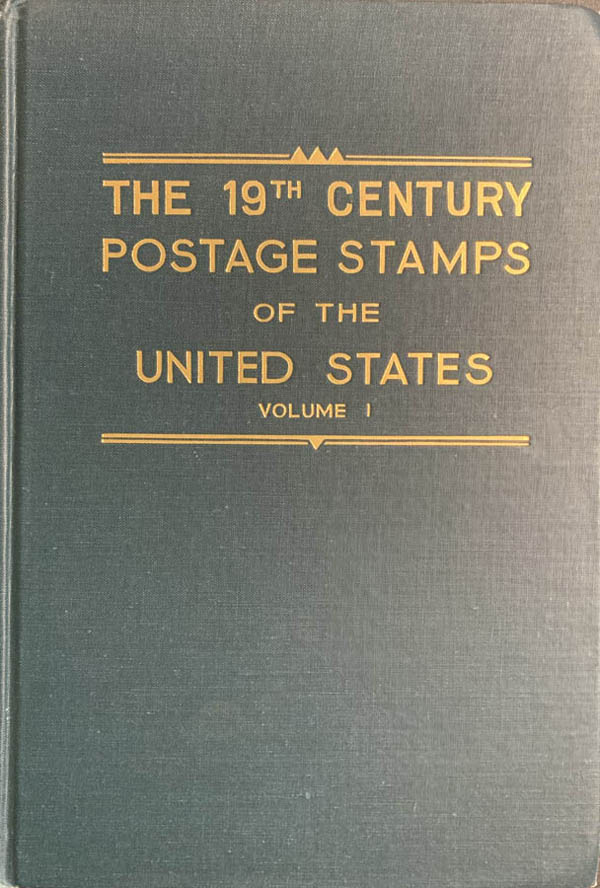 THE 19TH CENTURY
POSTAGE STAMPS
OF THE
UNITED STATES
VOLUME I